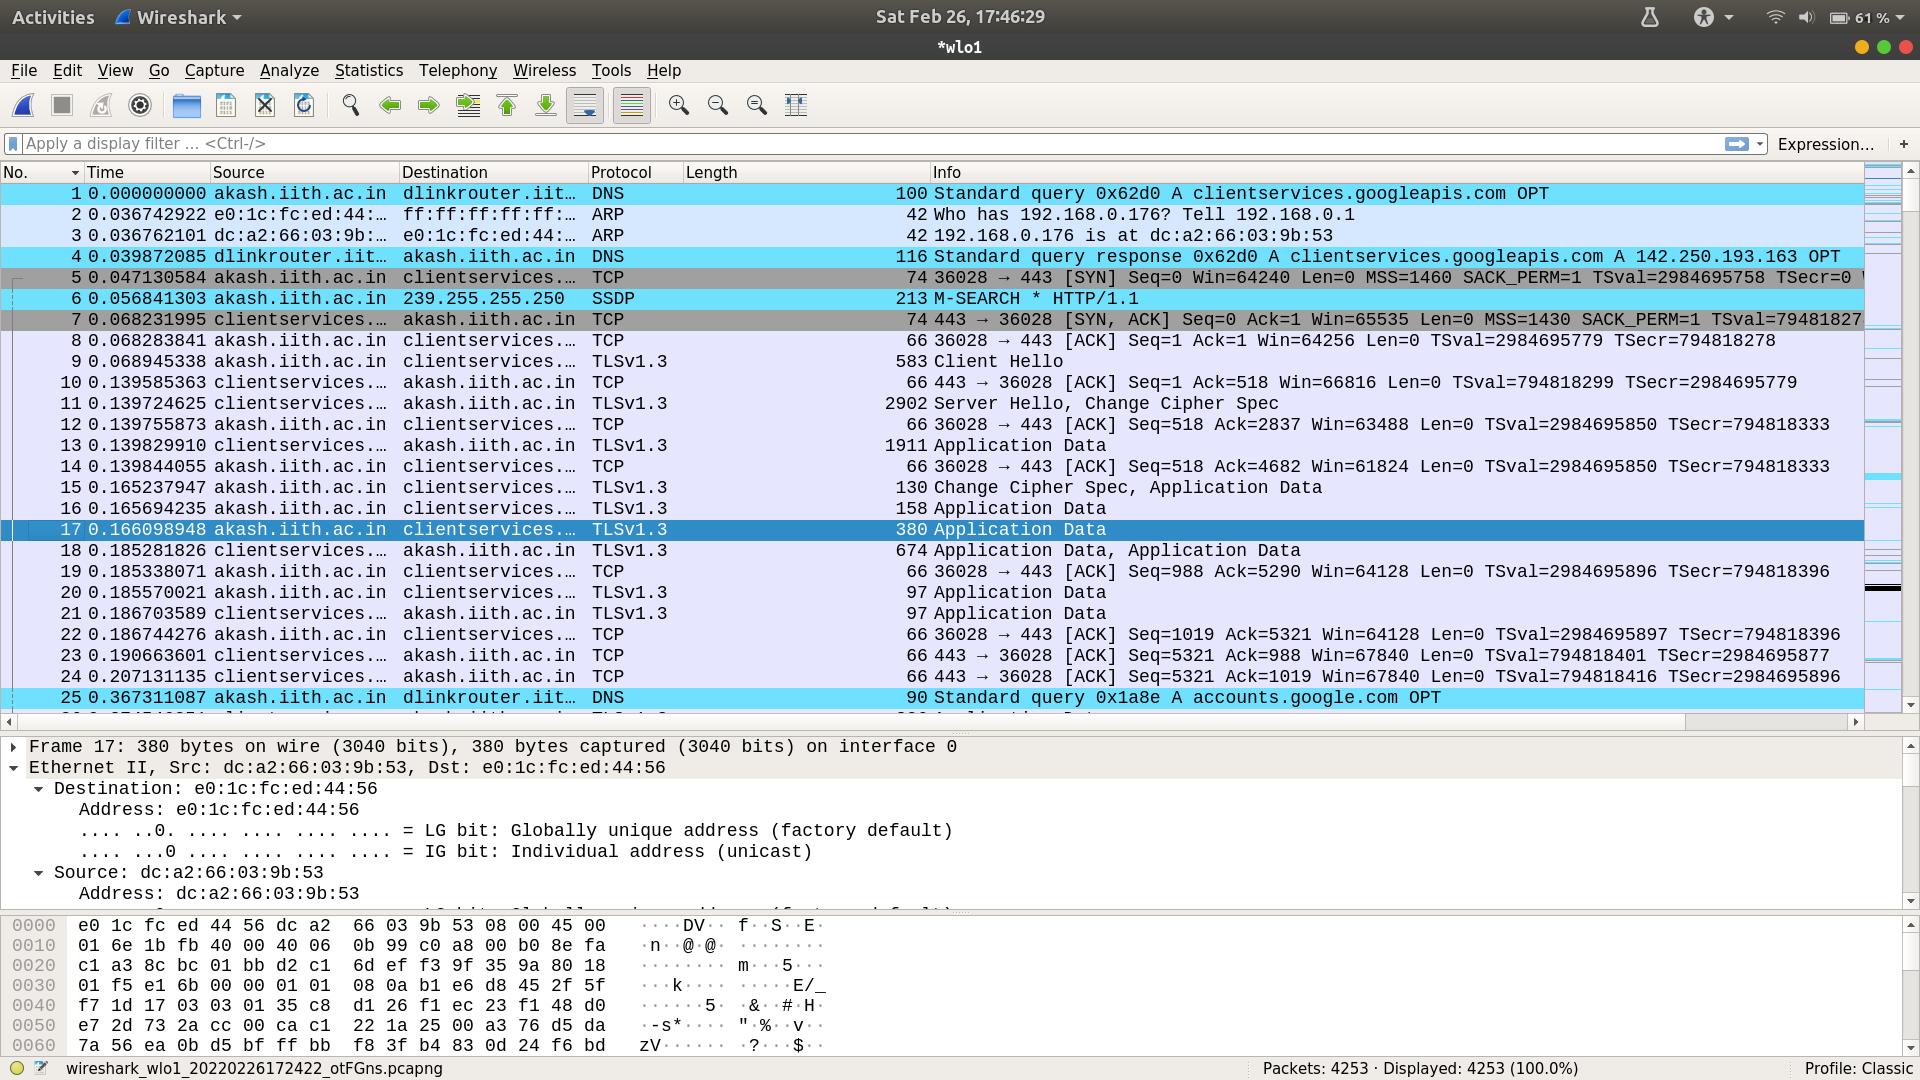 Activities Wireshark Sat Feb 26, 17:46:29 61 %
*wlo1
File Edit View Go Capture Analyze Statistics Telephony Wireless Tools Help
Apply a display filter ... <Ctrl-/> Expression... +
No. Time Source Destination Protocol Length Info
1 0.000000000 akash.iith.ac.in dlinkrouter.iit… DNS 100 Standard query 0x62d0 A clientservices.googleapis.com OPT
2 0.036742922 e0:1c:fc:ed:44:… ff:ff:ff:ff:ff:… ARP 42 Who has 192.168.0.176? Tell 192.168.0.1
3 0.036762101 dc:a2:66:03:9b:… e0:1c:fc:ed:44:… ARP 42 192.168.0.176 is at dc:a2:66:03:9b:53
4 0.039872085 dlinkrouter.iit… akash.iith.ac.in DNS 116 Standard query response 0x62d0 A clientservices.googleapis.com A 142.250.193.163 OPT
5 0.047130584 akash.iith.ac.in clientservices.… TCP 74 36028 → 443 [SYN] Seq=0 Win=64240 Len=0 MSS=1460 SACK_PERM=1 TSval=2984695758 TSecr=0
6 0.056841303 akash.iith.ac.in 239.255.255.250 SSDP 213 M-SEARCH * HTTP/1.1
7 0.068231995 clientservices.… akash.iith.ac.in TCP 74 443 → 36028 [SYN, ACK] Seq=0 Ack=1 Win=65535 Len=0 MSS=1430 SACK_PERM=1 TSval=79481827
8 0.068283841 akash.iith.ac.in clientservices.… TCP 66 36028 → 443 [ACK] Seq=1 Ack=1 Win=64256 Len=0 TSval=2984695779 TSecr=794818278
9 0.068945338 akash.iith.ac.in clientservices.… TLSv1.3 583 Client Hello
10 0.139585363 clientservices.… akash.iith.ac.in TCP 66 443 → 36028 [ACK] Seq=1 Ack=518 Win=66816 Len=0 TSval=794818299 TSecr=2984695779
11 0.139724625 clientservices.… akash.iith.ac.in TLSv1.3 2902 Server Hello, Change Cipher Spec
12 0.139755873 akash.iith.ac.in clientservices.… TCP 66 36028 → 443 [ACK] Seq=518 Ack=2837 Win=63488 Len=0 TSval=2984695850 TSecr=794818333
13 0.139829910 clientservices.… akash.iith.ac.in TLSv1.3 1911 Application Data
14 0.139844055 akash.iith.ac.in clientservices.… TCP 66 36028 → 443 [ACK] Seq=518 Ack=4682 Win=61824 Len=0 TSval=2984695850 TSecr=794818333
15 0.165237947 akash.iith.ac.in clientservices.… TLSv1.3 130 Change Cipher Spec, Application Data
16 0.165694235 akash.iith.ac.in clientservices.… TLSv1.3 158 Application Data
17 0.166098948 akash.iith.ac.in clientservices.… TLSv1.3 380 Application Data
18 0.185281826 clientservices.… akash.iith.ac.in TLSv1.3 674 Application Data, Application Data
19 0.185338071 akash.iith.ac.in clientservices.… TCP 66 36028 → 443 [ACK] Seq=988 Ack=5290 Win=64128 Len=0 TSval=2984695896 TSecr=794818396
20 0.185570021 akash.iith.ac.in clientservices.… TLSv1.3 97 Application Data
21 0.186703589 clientservices.… akash.iith.ac.in TLSv1.3 97 Application Data
22 0.186744276 akash.iith.ac.in clientservices.… TCP 66 36028 → 443 [ACK] Seq=1019 Ack=5321 Win=64128 Len=0 TSval=2984695897 TSecr=794818396
23 0.190663601 clientservices.… akash.iith.ac.in TCP 66 443 → 36028 [ACK] Seq=5321 Ack=988 Win=67840 Len=0 TSval=794818401 TSecr=2984695877
24 0.207131135 clientservices.… akash.iith.ac.in TCP 66 443 → 36028 [ACK] Seq=5321 Ack=1019 Win=67840 Len=0 TSval=794818416 TSecr=2984695896
25 0.367311087 akash.iith.ac.in dlinkrouter.iit… DNS 90 Standard query 0x1a8e A accounts.google.com OPT
Frame 17: 380 bytes on wire (3040 bits), 380 bytes captured (3040 bits) on interface 0
Ethernet II, Src: dc:a2:66:03:9b:53, Dst: e0:1c:fc:ed:44:56
Destination: e0:1c:fc:ed:44:56
Address: e0:1c:fc:ed:44:56
.... ..0. .... .... .... .... = LG bit: Globally unique address (factory default)
.... ...0 .... .... .... .... = IG bit: Individual address (unicast)
Source: dc:a2:66:03:9b:53
Address: dc:a2:66:03:9b:53
0000 e0 1c fc ed 44 56 dc a2 66 03 9b 53 08 00 45 00 ····DV·· f··S··E·
0010 01 6e 1b fb 40 00 40 06 0b 99 c0 a8 00 b0 8e fa ·n··@·@· ········
0020 c1 a3 8c bc 01 bb d2 c1 6d ef f3 9f 35 9a 80 18 ········ m···5···
0030 01 f5 e1 6b 00 00 01 01 08 0a b1 e6 d8 45 2f 5f ···k···· ·····E/_
0040 f7 1d 17 03 03 01 35 c8 d1 26 f1 ec 23 f1 48 d0 ······5· ·&··#·H·
0050 e7 2d 73 2a cc 00 ca c1 22 1a 25 00 a3 76 d5 da ·-s*···· "·%··v··
0060 7a 56 ea 0b d5 bf ff bb f8 3f b4 83 0d 24 f6 bd zV······ ·?···$··
wireshark_wlo1_20220226172422_otFGns.pcapng Packets: 4253 · Displayed: 4253 (100.0%) Profile: Classic